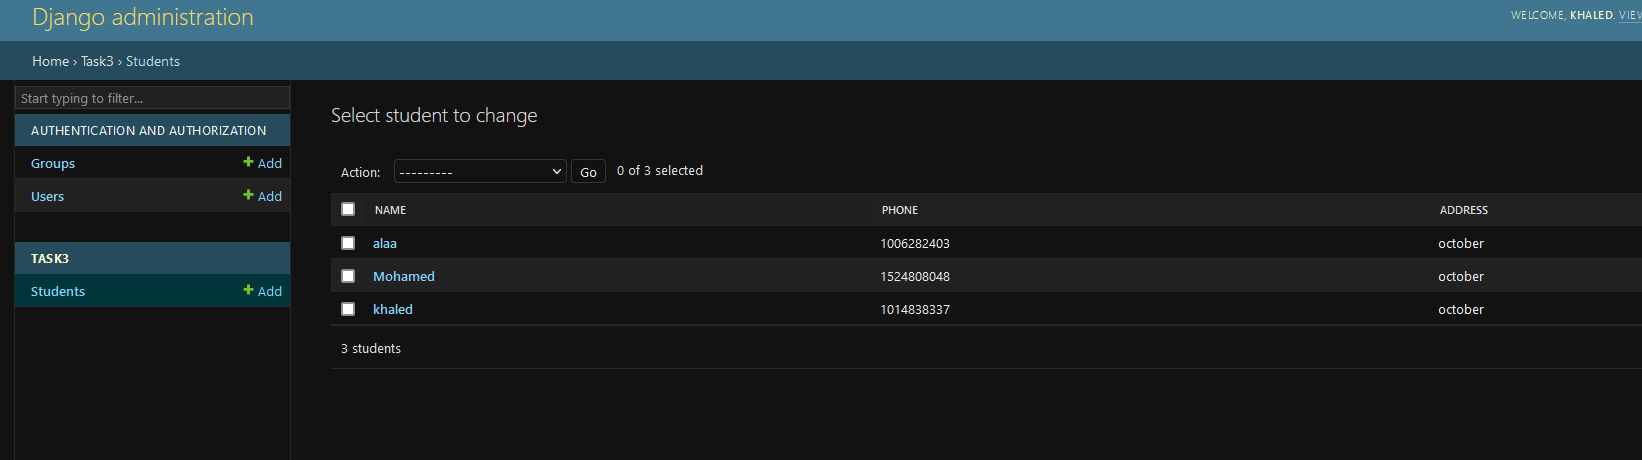 Django administration
WELCOME, KHALED.
Home › Task3 › Students
Start typing to filter...
AUTHENTICATION AND AUTHORIZATION
Groups + Add
Users + Add
TASK3
Students + Add
Select student to change
Action: --------- Go 0 of 3 selected
NAME PHONE ADDRESS
alaa 1006282403 october
Mohamed 1524808048 october
khaled 1014838337 october
3 students